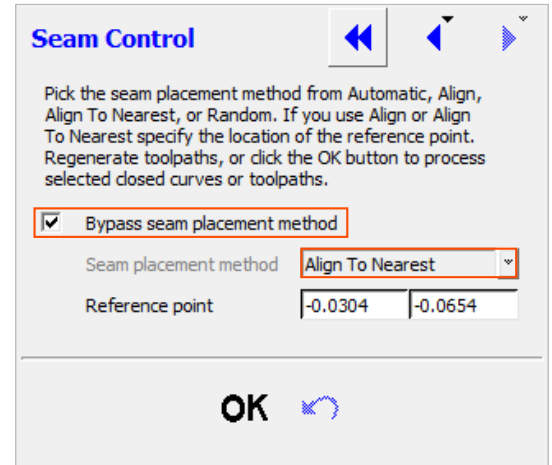 Seam Control
Pick the seam placement method from Automatic, Align,
Align To Nearest, or Random. If you use Align or Align
To Nearest specify the location of the reference point.
Regenerate toolpaths, or click the OK button to process
selected closed curves or toolpaths.
Bypass seam placement method
Seam placement method Align To Nearest
Reference point -0.0304 -0.0654
OK